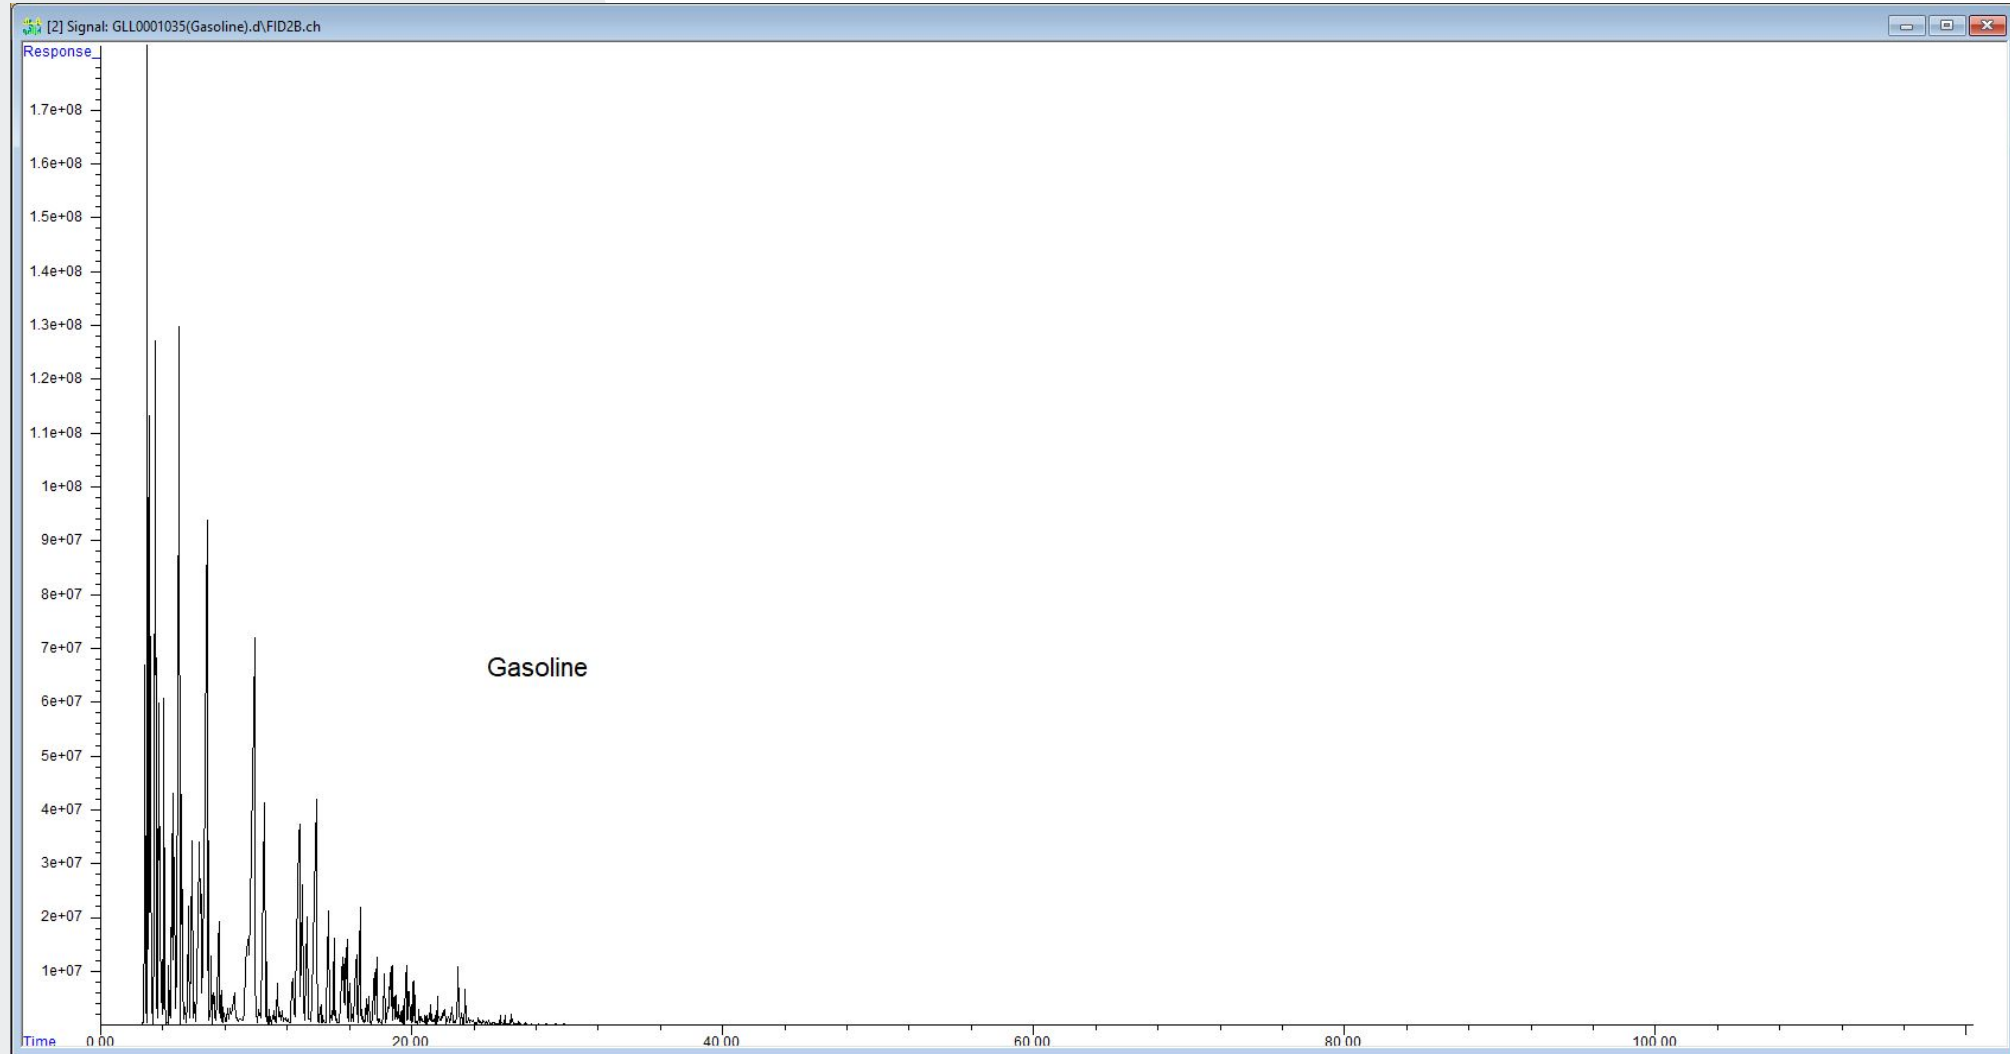 [2] Signal: GLL0001035(Gasoline).d\FID2B.ch
Response_
1.7e+08
1.6e+08
1.5e+08
1.4e+08
1.3e+08
1.2e+08
1.1e+08
1e+08
9e+07
8e+07
7e+07
Gasoline
6e+07
5e+07
4e+07
3e+07
2e+07
1e+07
Time 0.00 20.00 40.00 60.00 80.00 100.00